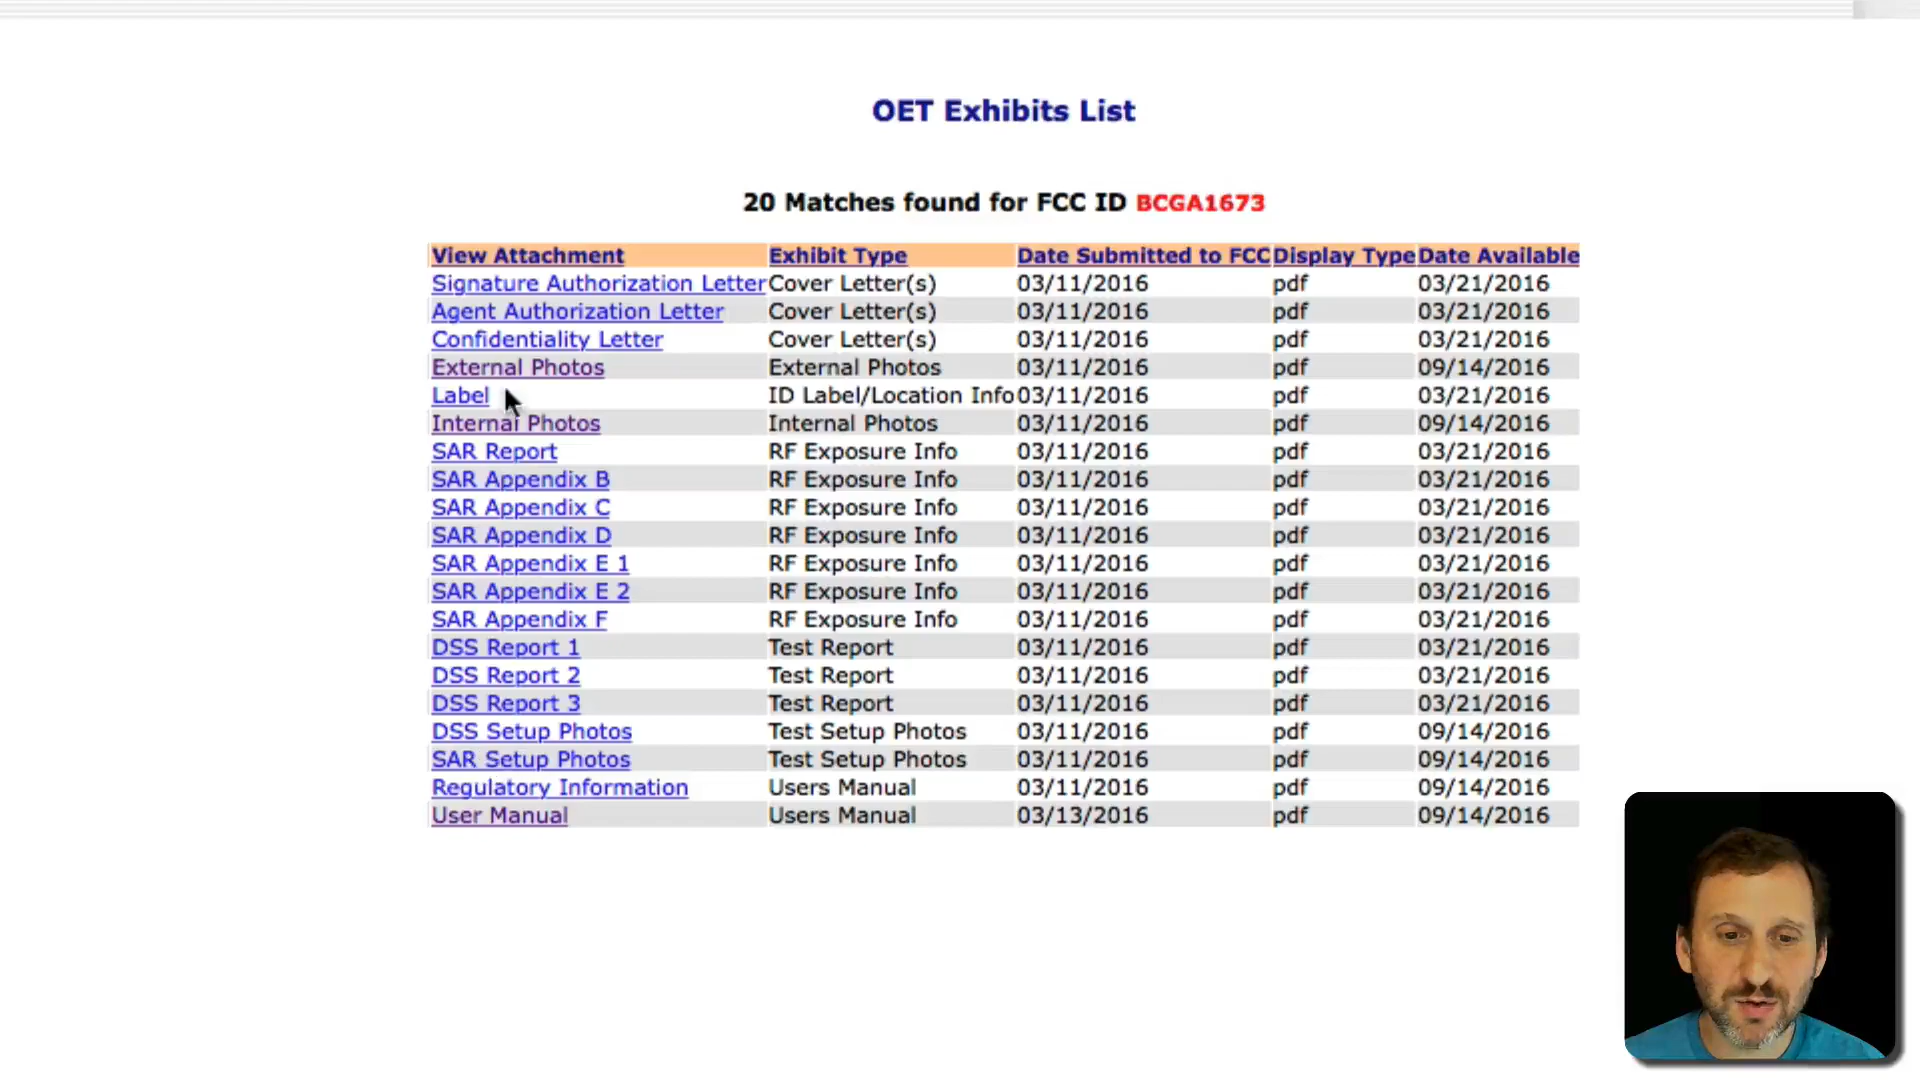 OET Exhibits List
20 Matches found for FCC ID BCGA1673
View Attachment Exhibit Type Date Submitted to FCC Display Type Date Available
Signature Authorization Letter Cover Letter(s) 03/11/2016 pdf 03/21/2016
Agent Authorization Letter Cover Letter(s) 03/11/2016 pdf 03/21/2016
Confidentiality Letter Cover Letter(s) 03/11/2016 pdf 03/21/2016
External Photos External Photos 03/11/2016 pdf 09/14/2016
Label ID Label/Location Info 03/11/2016 pdf 03/21/2016
Internal Photos Internal Photos 03/11/2016 pdf 09/14/2016
SAR Report RF Exposure Info 03/11/2016 pdf 03/21/2016
SAR Appendix B RF Exposure Info 03/11/2016 pdf 03/21/2016
SAR Appendix C RF Exposure Info 03/11/2016 pdf 03/21/2016
SAR Appendix D RF Exposure Info 03/11/2016 pdf 03/21/2016
SAR Appendix E 1 RF Exposure Info 03/11/2016 pdf 03/21/2016
SAR Appendix E 2 RF Exposure Info 03/11/2016 pdf 03/21/2016
SAR Appendix F RF Exposure Info 03/11/2016 pdf 03/21/2016
DSS Report 1 Test Report 03/11/2016 pdf 03/21/2016
DSS Report 2 Test Report 03/11/2016 pdf 03/21/2016
DSS Report 3 Test Report 03/11/2016 pdf 03/21/2016
DSS Setup Photos Test Setup Photos 03/11/2016 pdf 09/14/2016
SAR Setup Photos Test Setup Photos 03/11/2016 pdf 09/14/2016
Regulatory Information Users Manual 03/11/2016 pdf 09/14/2016
User Manual Users Manual 03/13/2016 pdf 09/14/2016